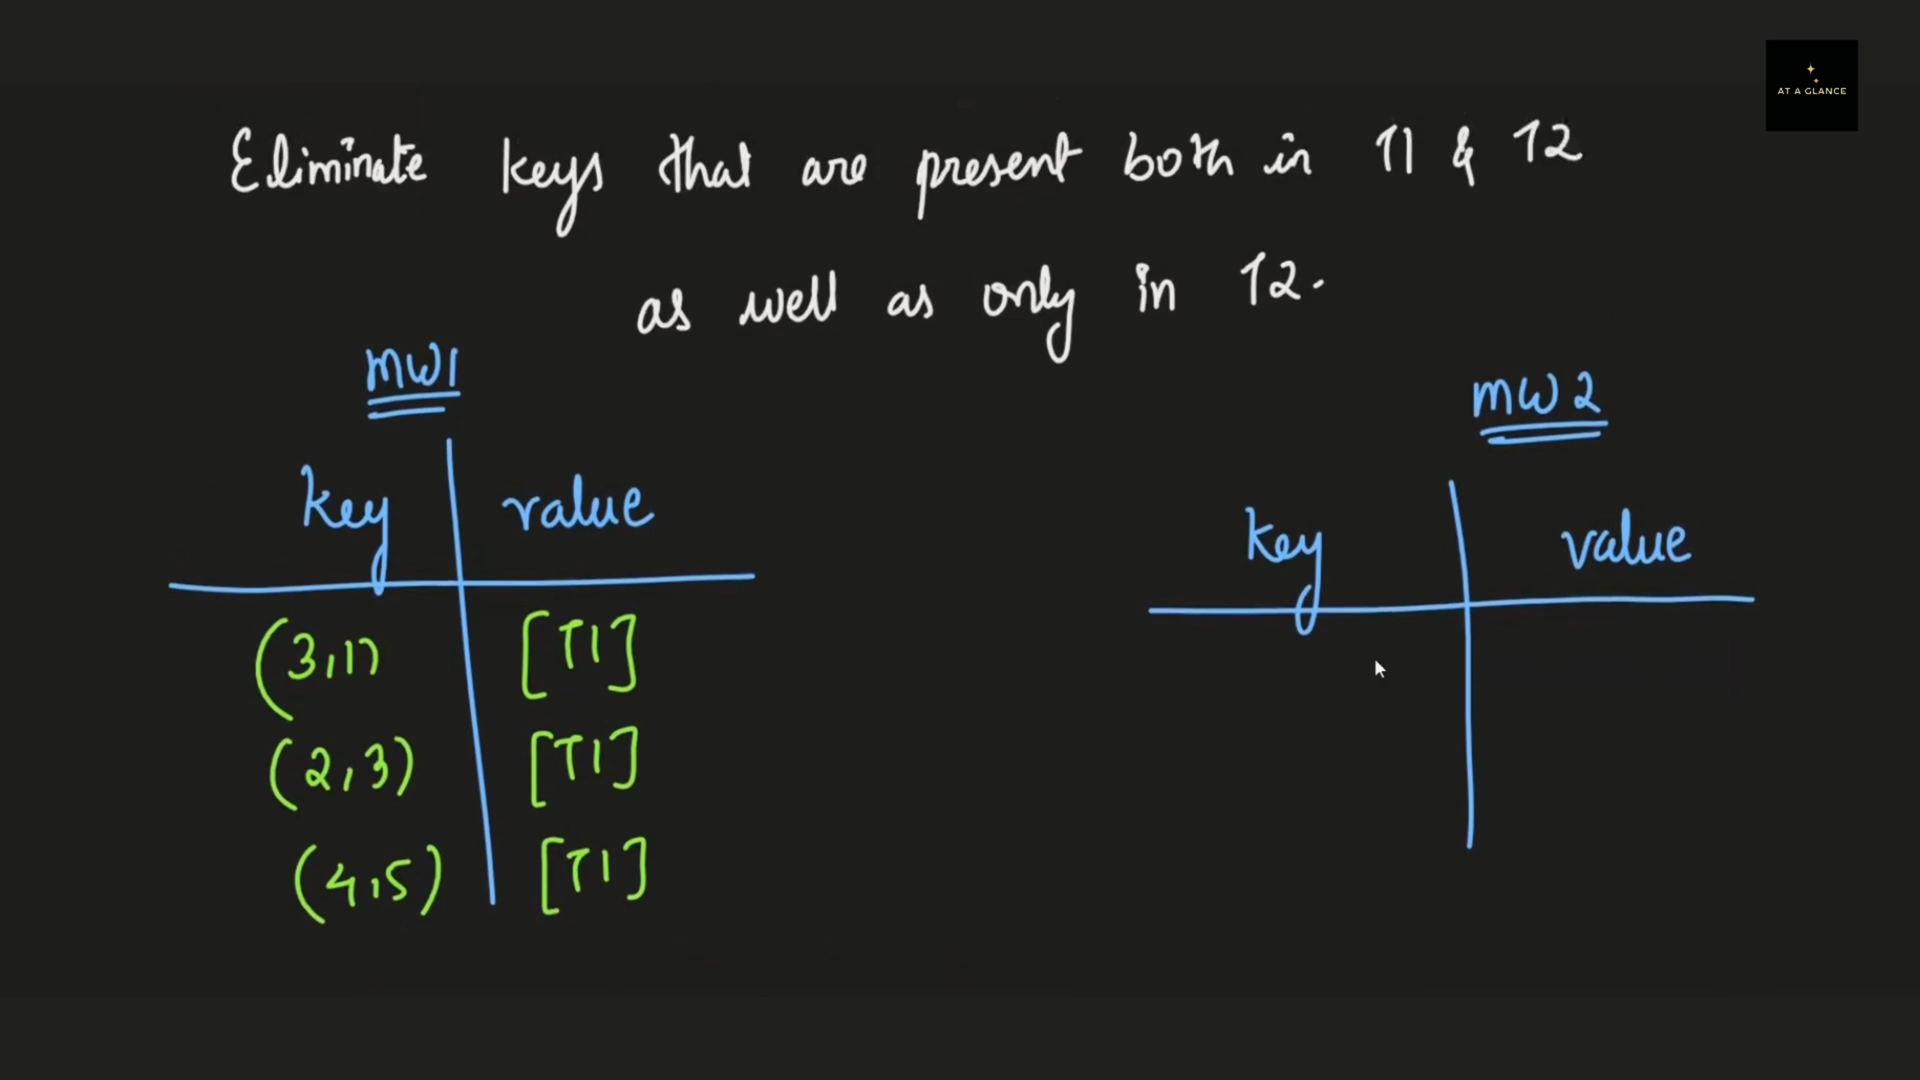 AT A GLANCE
Eliminate keys that are present both in T1 & T2
as well as only in T2.
MW1
key value
(3,1) [T1]
(2,3) [T1]
(4,5) [T1]
MW2
key value